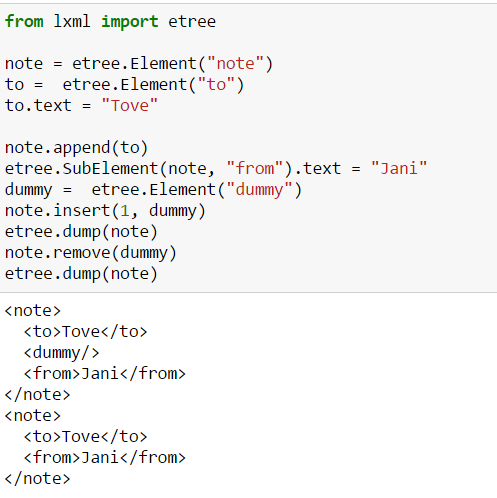 from lxml import etree

note = etree.Element("note")
to =  etree.Element("to")
to.text = "Tove"

note.append(to)
etree.SubElement(note, "from").text = "Jani"
dummy =  etree.Element("dummy")
note.insert(1, dummy)
etree.dump(note)
note.remove(dummy)
etree.dump(note)
<note>
  <to>Tove</to>
  <dummy/>
  <from>Jani</from>
</note>
<note>
  <to>Tove</to>
  <from>Jani</from>
</note>